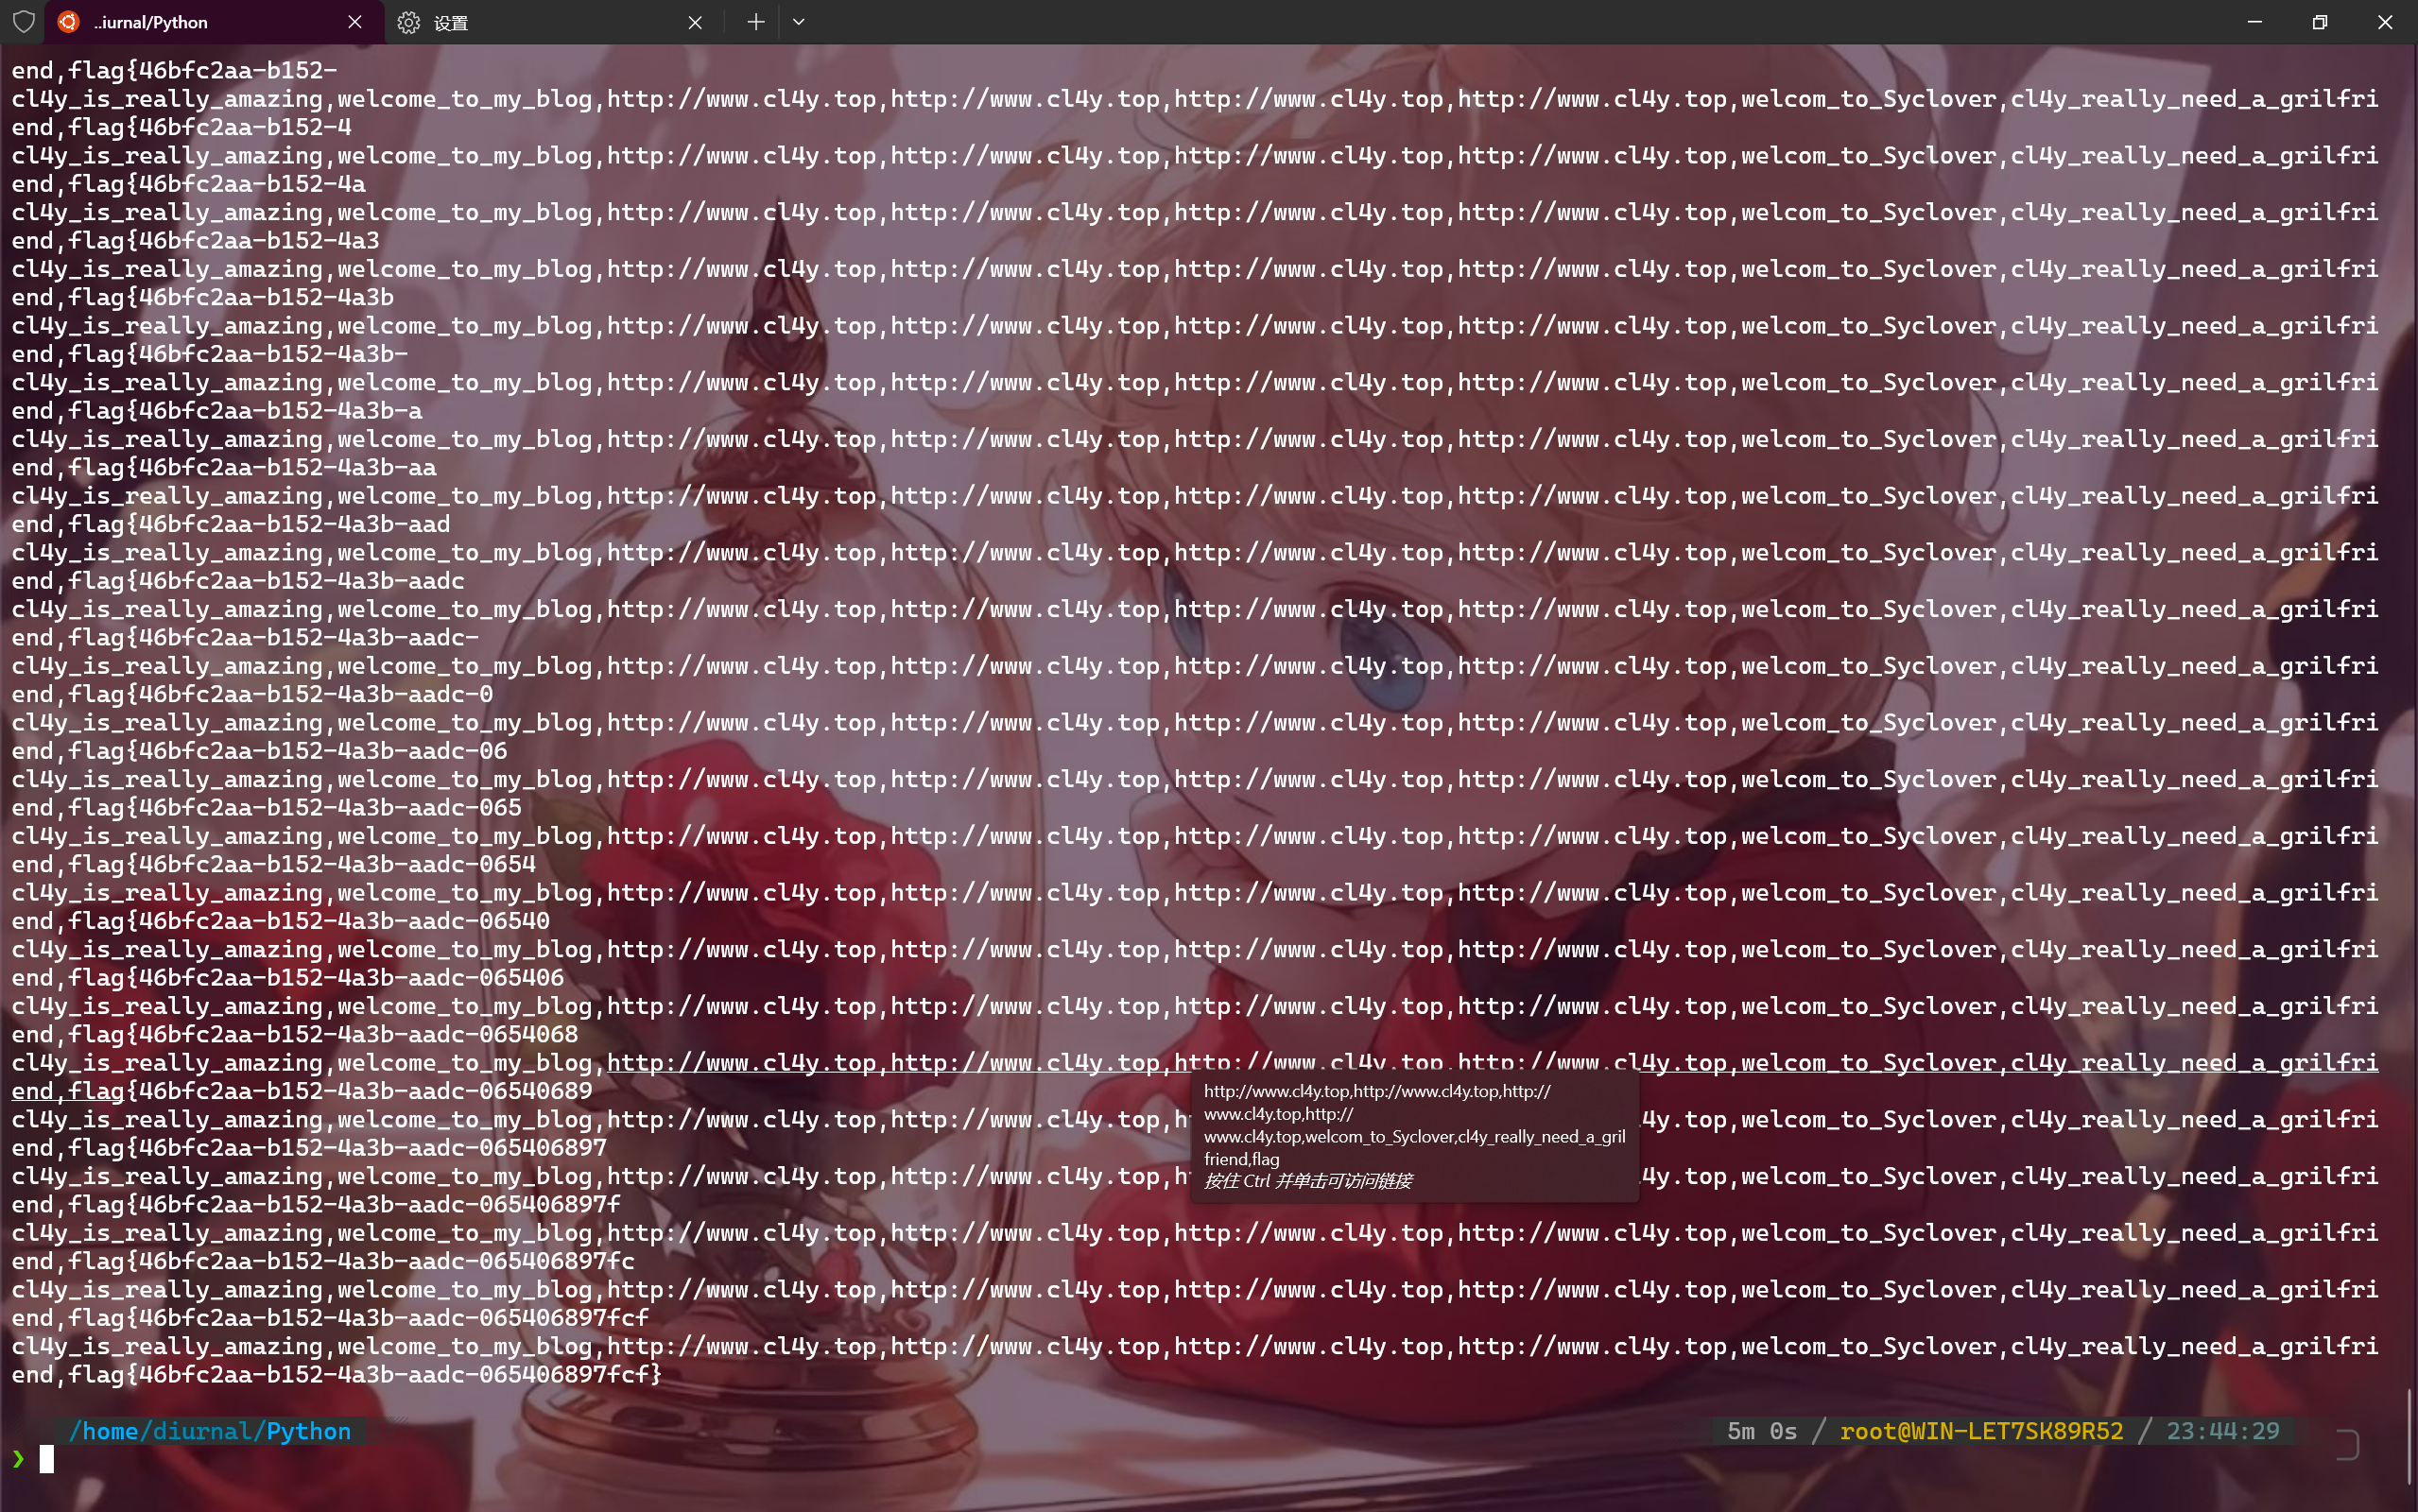 ..iurnal/Python
设置
end,flag{46bfc2aa-b152-
cl4y_is_really_amazing,welcome_to_my_blog,http://www.cl4y.top,http://www.cl4y.top,http://www.cl4y.top,http://www.cl4y.top,welcom_to_Syclover,cl4y_really_need_a_grilfri
end,flag{46bfc2aa-b152-4
cl4y_is_really_amazing,welcome_to_my_blog,http://www.cl4y.top,http://www.cl4y.top,http://www.cl4y.top,http://www.cl4y.top,welcom_to_Syclover,cl4y_really_need_a_grilfri
end,flag{46bfc2aa-b152-4a
cl4y_is_really_amazing,welcome_to_my_blog,http://www.cl4y.top,http://www.cl4y.top,http://www.cl4y.top,http://www.cl4y.top,welcom_to_Syclover,cl4y_really_need_a_grilfri
end,flag{46bfc2aa-b152-4a3
cl4y_is_really_amazing,welcome_to_my_blog,http://www.cl4y.top,http://www.cl4y.top,http://www.cl4y.top,http://www.cl4y.top,welcom_to_Syclover,cl4y_really_need_a_grilfri
end,flag{46bfc2aa-b152-4a3b
cl4y_is_really_amazing,welcome_to_my_blog,http://www.cl4y.top,http://www.cl4y.top,http://www.cl4y.top,http://www.cl4y.top,welcom_to_Syclover,cl4y_really_need_a_grilfri
end,flag{46bfc2aa-b152-4a3b-
cl4y_is_really_amazing,welcome_to_my_blog,http://www.cl4y.top,http://www.cl4y.top,http://www.cl4y.top,http://www.cl4y.top,welcom_to_Syclover,cl4y_really_need_a_grilfri
end,flag{46bfc2aa-b152-4a3b-a
cl4y_is_really_amazing,welcome_to_my_blog,http://www.cl4y.top,http://www.cl4y.top,http://www.cl4y.top,http://www.cl4y.top,welcom_to_Syclover,cl4y_really_need_a_grilfri
end,flag{46bfc2aa-b152-4a3b-aa
cl4y_is_really_amazing,welcome_to_my_blog,http://www.cl4y.top,http://www.cl4y.top,http://www.cl4y.top,http://www.cl4y.top,welcom_to_Syclover,cl4y_really_need_a_grilfri
end,flag{46bfc2aa-b152-4a3b-aad
cl4y_is_really_amazing,welcome_to_my_blog,http://www.cl4y.top,http://www.cl4y.top,http://www.cl4y.top,http://www.cl4y.top,welcom_to_Syclover,cl4y_really_need_a_grilfri
end,flag{46bfc2aa-b152-4a3b-aadc
cl4y_is_really_amazing,welcome_to_my_blog,http://www.cl4y.top,http://www.cl4y.top,http://www.cl4y.top,http://www.cl4y.top,welcom_to_Syclover,cl4y_really_need_a_grilfri
end,flag{46bfc2aa-b152-4a3b-aadc-
cl4y_is_really_amazing,welcome_to_my_blog,http://www.cl4y.top,http://www.cl4y.top,http://www.cl4y.top,http://www.cl4y.top,welcom_to_Syclover,cl4y_really_need_a_grilfri
end,flag{46bfc2aa-b152-4a3b-aadc-0
cl4y_is_really_amazing,welcome_to_my_blog,http://www.cl4y.top,http://www.cl4y.top,http://www.cl4y.top,http://www.cl4y.top,welcom_to_Syclover,cl4y_really_need_a_grilfri
end,flag{46bfc2aa-b152-4a3b-aadc-06
cl4y_is_really_amazing,welcome_to_my_blog,http://www.cl4y.top,http://www.cl4y.top,http://www.cl4y.top,http://www.cl4y.top,welcom_to_Syclover,cl4y_really_need_a_grilfri
end,flag{46bfc2aa-b152-4a3b-aadc-065
cl4y_is_really_amazing,welcome_to_my_blog,http://www.cl4y.top,http://www.cl4y.top,http://www.cl4y.top,http://www.cl4y.top,welcom_to_Syclover,cl4y_really_need_a_grilfri
end,flag{46bfc2aa-b152-4a3b-aadc-0654
cl4y_is_really_amazing,welcome_to_my_blog,http://www.cl4y.top,http://www.cl4y.top,http://www.cl4y.top,http://www.cl4y.top,welcom_to_Syclover,cl4y_really_need_a_grilfri
end,flag{46bfc2aa-b152-4a3b-aadc-06540
cl4y_is_really_amazing,welcome_to_my_blog,http://www.cl4y.top,http://www.cl4y.top,http://www.cl4y.top,http://www.cl4y.top,welcom_to_Syclover,cl4y_really_need_a_grilfri
end,flag{46bfc2aa-b152-4a3b-aadc-065406
cl4y_is_really_amazing,welcome_to_my_blog,http://www.cl4y.top,http://www.cl4y.top,http://www.cl4y.top,http://www.cl4y.top,welcom_to_Syclover,cl4y_really_need_a_grilfri
end,flag{46bfc2aa-b152-4a3b-aadc-0654068
cl4y_is_really_amazing,welcome_to_my_blog,http://www.cl4y.top,http://www.cl4y.top,http://www.cl4y.top,http://www.cl4y.top,welcom_to_Syclover,cl4y_really_need_a_grilfri
end,flag{46bfc2aa-b152-4a3b-aadc-06540689
cl4y_is_really_amazing,welcome_to_my_blog,http://www.cl4y.top,h 4y.top,welcom_to_Syclover,cl4y_really_need_a_grilfri
end,flag{46bfc2aa-b152-4a3b-aadc-065406897
cl4y_is_really_amazing,welcome_to_my_blog,http://www.cl4y.top,h 4y.top,welcom_to_Syclover,cl4y_really_need_a_grilfri
end,flag{46bfc2aa-b152-4a3b-aadc-065406897f
cl4y_is_really_amazing,welcome_to_my_blog,http://www.cl4y.top,http://www.cl4y.top,http://www.cl4y.top,http://www.cl4y.top,welcom_to_Syclover,cl4y_really_need_a_grilfri
end,flag{46bfc2aa-b152-4a3b-aadc-065406897fc
cl4y_is_really_amazing,welcome_to_my_blog,http://www.cl4y.top,http://www.cl4y.top,http://www.cl4y.top,http://www.cl4y.top,welcom_to_Syclover,cl4y_really_need_a_grilfri
end,flag{46bfc2aa-b152-4a3b-aadc-065406897fcf
cl4y_is_really_amazing,welcome_to_my_blog,http://www.cl4y.top,http://www.cl4y.top,http://www.cl4y.top,http://www.cl4y.top,welcom_to_Syclover,cl4y_really_need_a_grilfri
end,flag{46bfc2aa-b152-4a3b-aadc-065406897fcf}
http://www.cl4y.top,http://www.cl4y.top,http://
www.cl4y.top,http://
www.cl4y.top,welcom_to_Syclover,cl4y_really_need_a_gril
friend,flag
按住 Ctrl 并单击可访问链接
/home/diurnal/Python 5m 0s / root@WIN-LET7SK89R52 / 23:44:29
❯